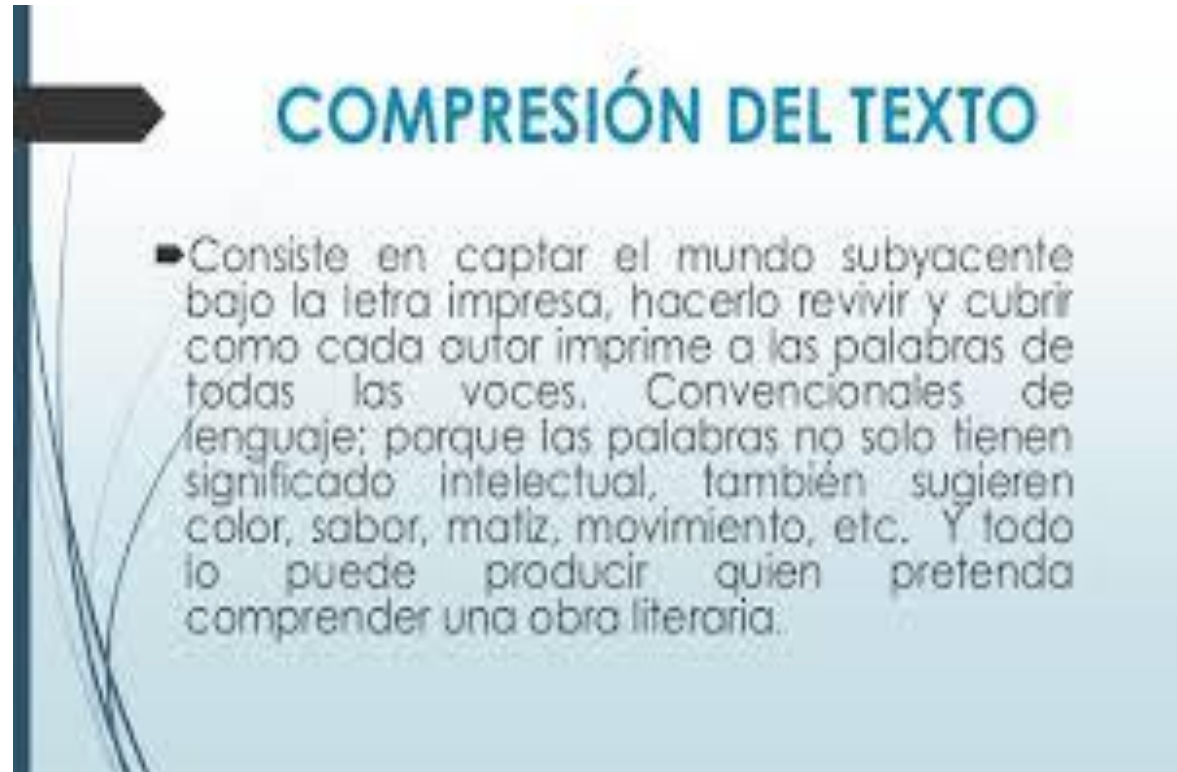 COMPRESIÓN DEL TEXTO
Consiste en captar el mundo subyacente
bajo la letra impresa, hacerlo revivir y cubrir
como cada autor imprime a las palabras de
todas las voces. Convencionales de
lenguaje; porque las palabras no solo tienen
significado intelectual, también sugieren
color, sabor, matiz, movimiento, etc. Y todo
lo puede producir quien pretenda
comprender una obra literaria.